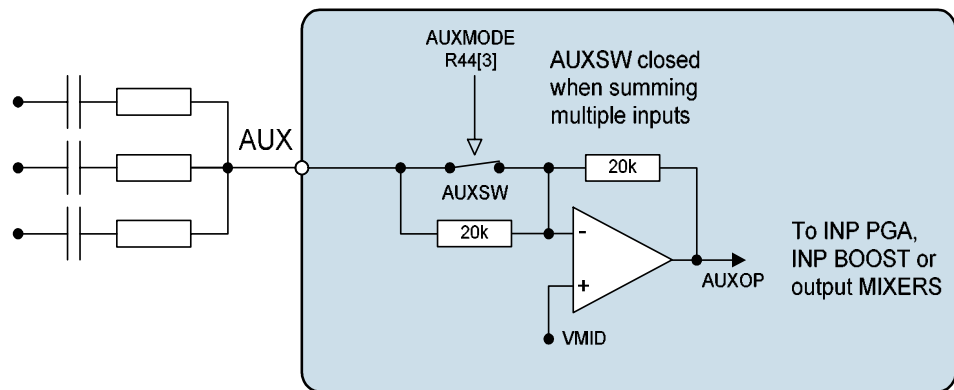 AUXMODE
R44[3]
AUXSW closed
when summing
multiple inputs
AUX
AUXSW
20k
20k
-
+
VMID
AUXOP
To INP PGA,
INP BOOST or
output MIXERS